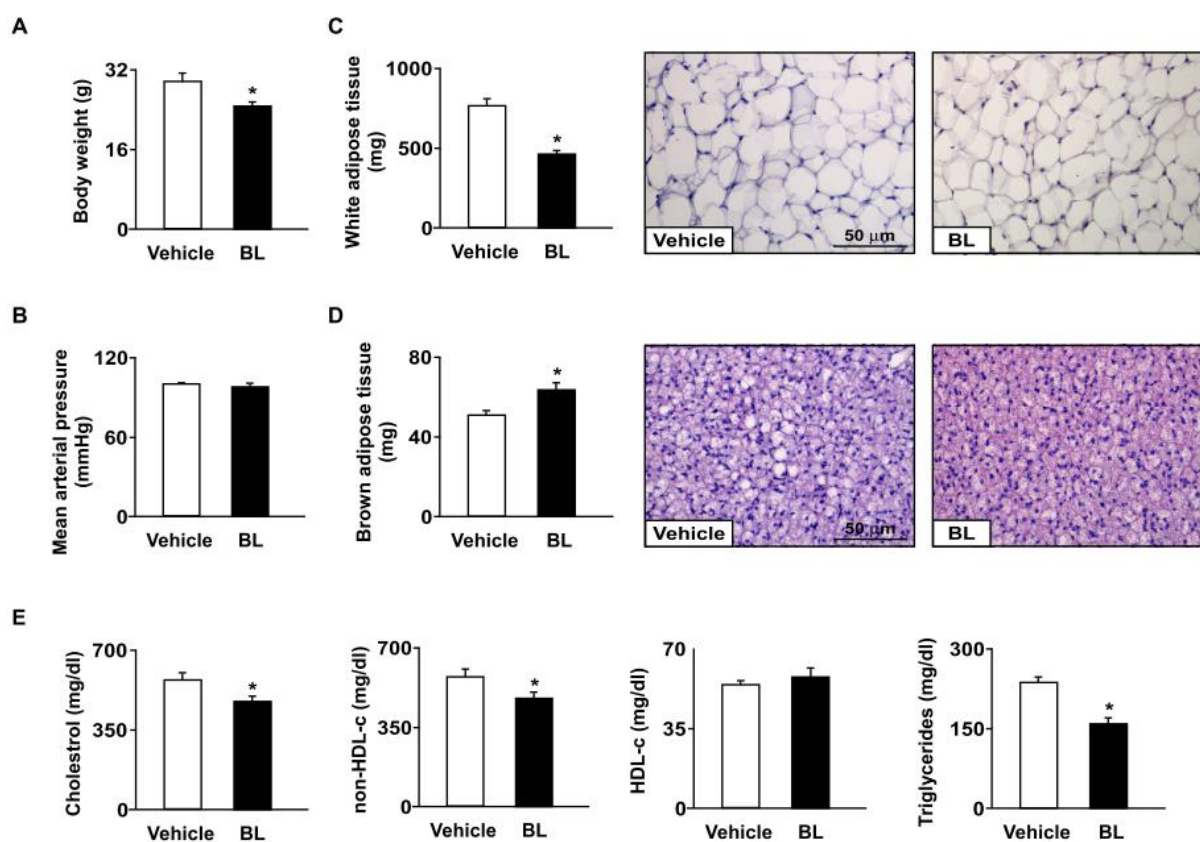 A
Body weight (g)
32
16
0
*
Vehicle
BL
C
White adipose tissue
(mg)
1000
500
0
*
Vehicle
BL
Vehicle
50 μm
BL
B
Mean arterial pressure
(mmHg)
120
60
0
Vehicle
BL
D
Brown adipose tissue
(mg)
80
40
0
*
Vehicle
BL
Vehicle
50 μm
BL
E
Cholestrol (mg/dl)
700
350
0
*
Vehicle
BL
non-HDL-c (mg/dl)
700
350
0
*
Vehicle
BL
HDL-c (mg/dl)
70
35
0
Vehicle
BL
Triglycerides (mg/dl)
300
150
0
*
Vehicle
BL